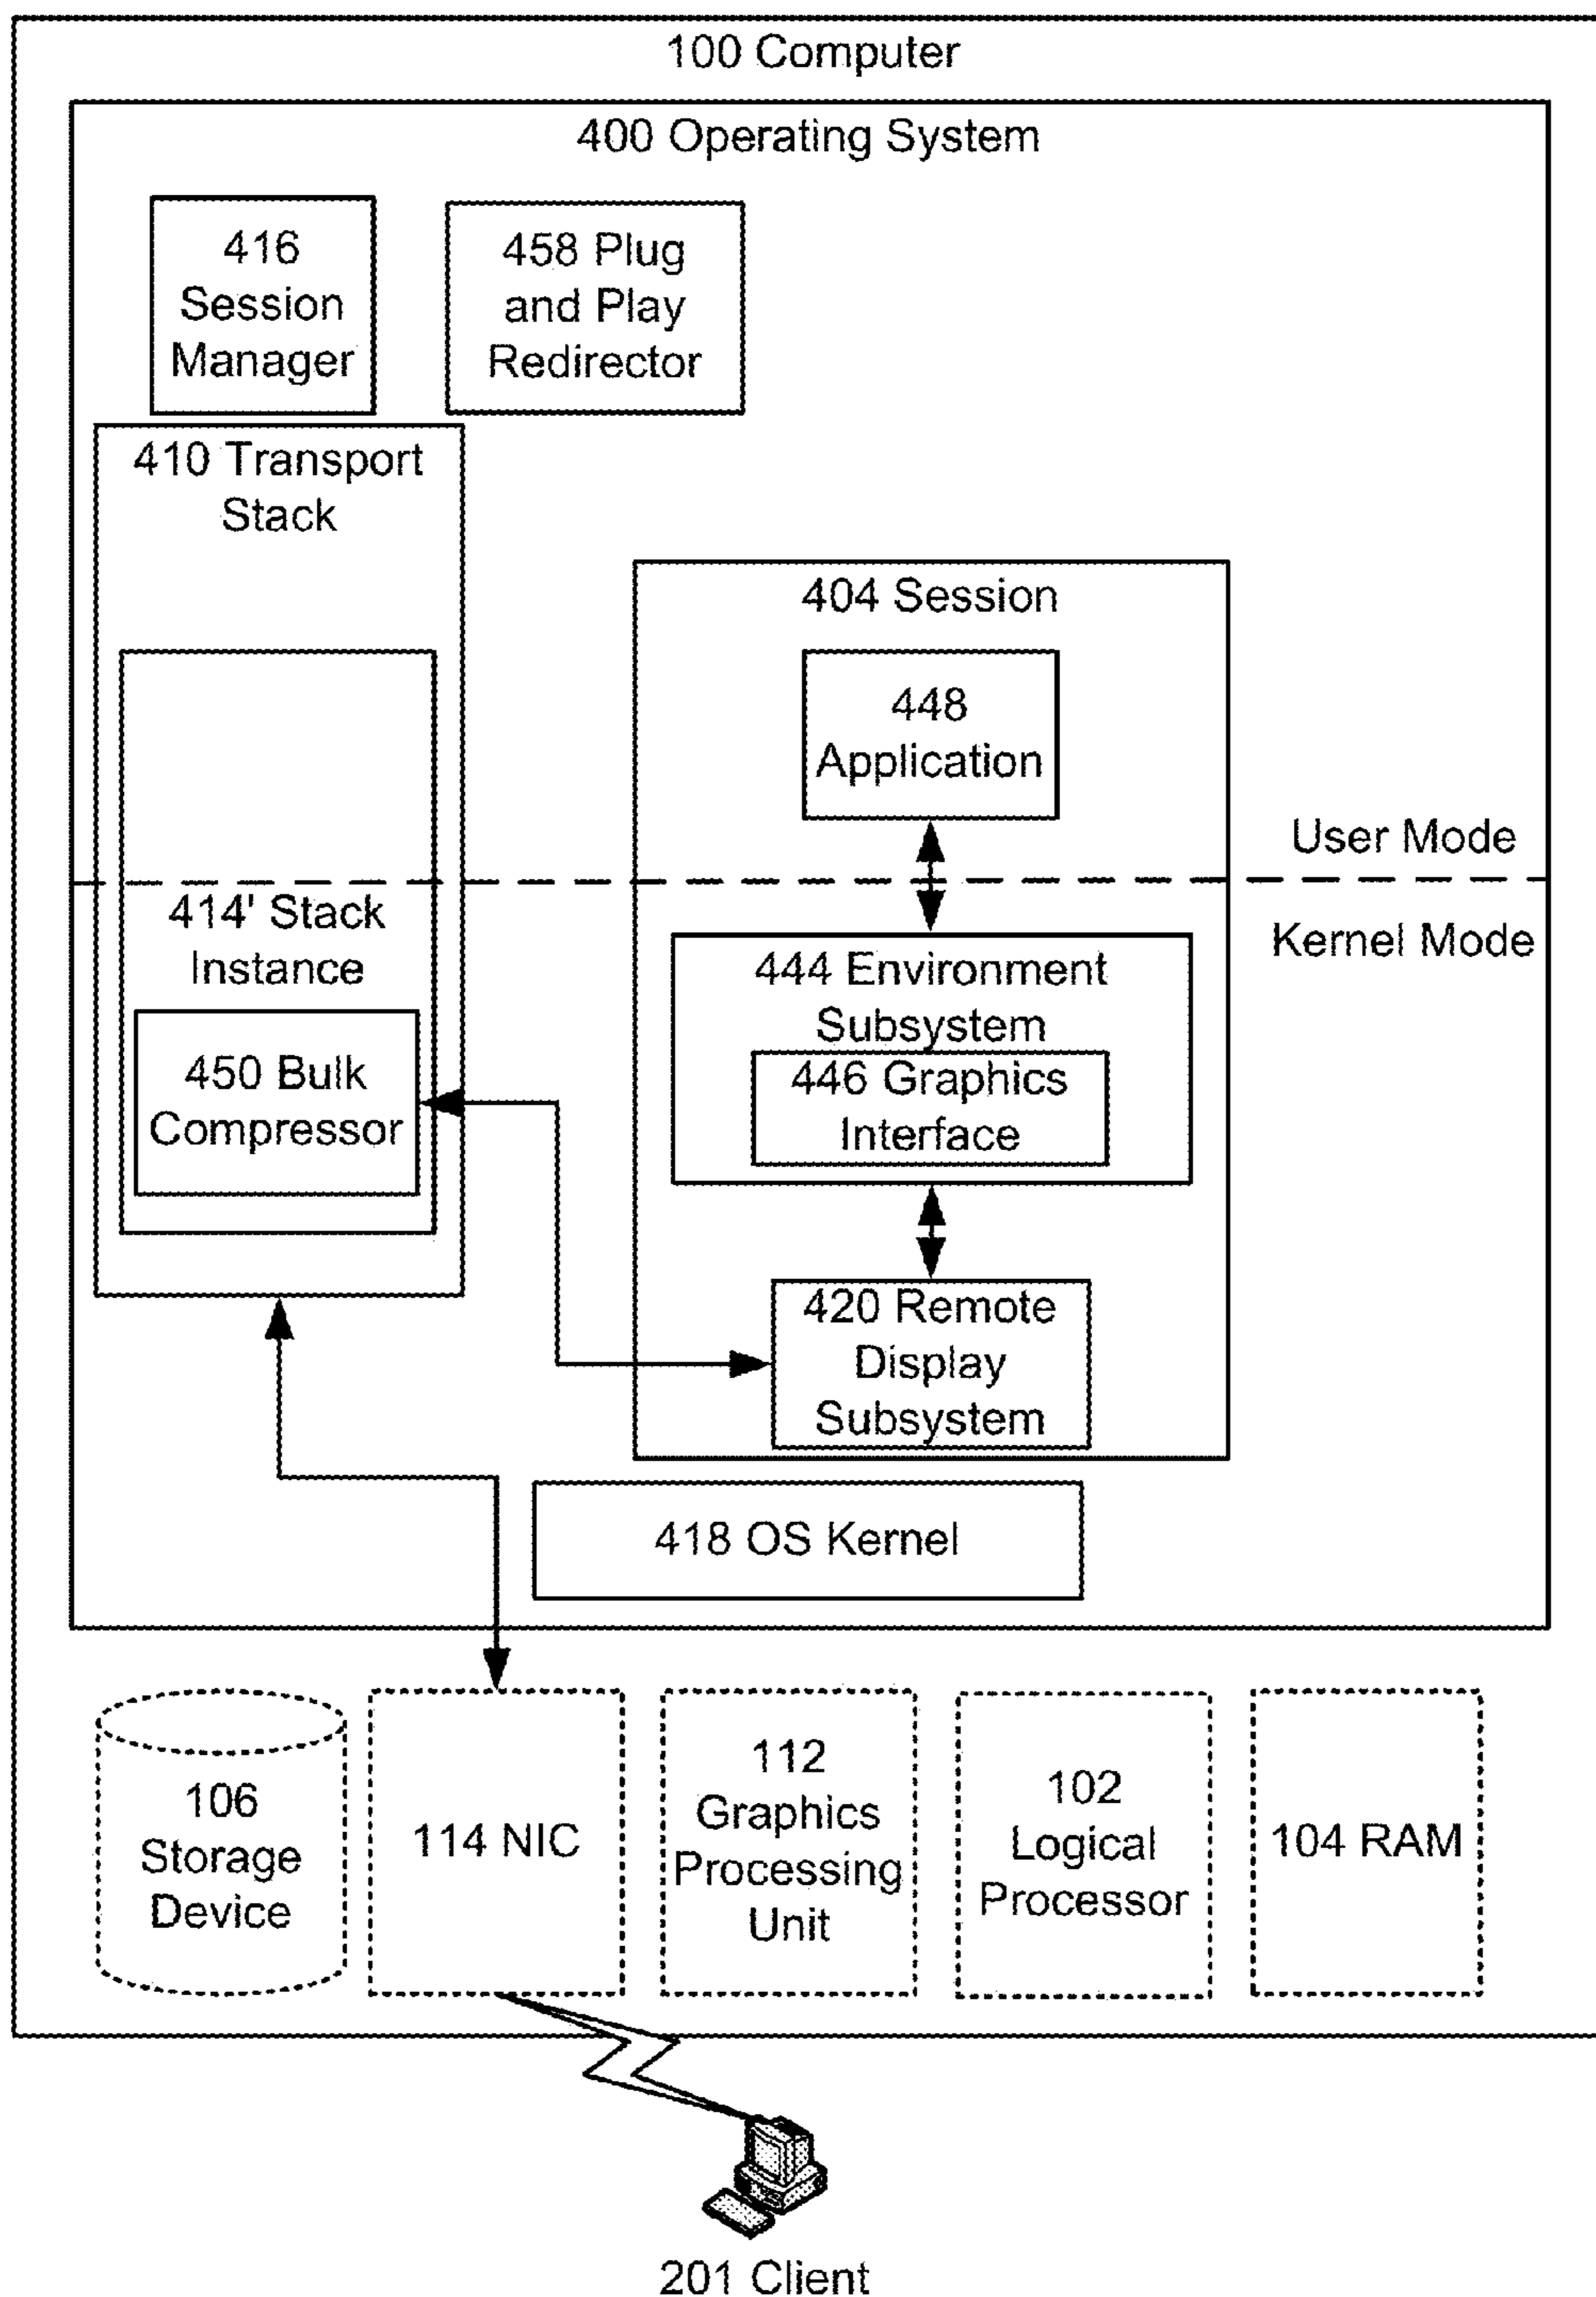 100 Computer
400 Operating System
416
Session
Manager
458 Plug
and Play
Redirector
410 Transport
Stack
404 Session
448
Application
User Mode
Kernel Mode
414' Stack
Instance
450 Bulk
Compressor
444 Environment
Subsystem
446 Graphics
Interface
420 Remote
Display
Subsystem
418 OS Kernel
106
Storage
Device
114 NIC
112
Graphics
Processing
Unit
102
Logical
Processor
104 RAM
201 Client